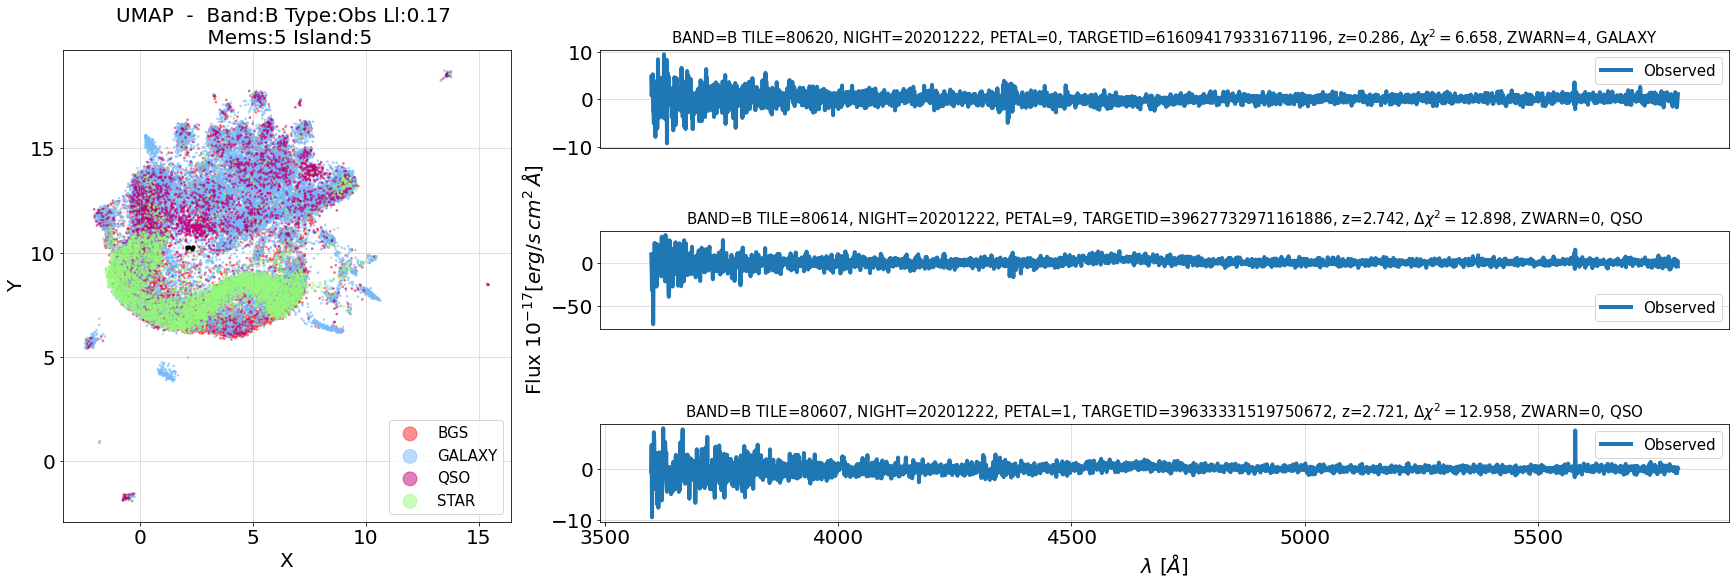 UMAP - Band:B Type:Obs Ll:0.17
Mems:5 Island:5
Y
15
10
5
0
0
5
10
15
X
BGS
GALAXY
QSO
STAR
Flux 10⁻¹⁷[erg/s cm² Å]
BAND=B TILE=80620, NIGHT=20201222, PETAL=0, TARGETID=616094179331671196, z=0.286, Δχ² = 6.658, ZWARN=4, GALAXY
10
0
−10
Observed
BAND=B TILE=80614, NIGHT=20201222, PETAL=9, TARGETID=39627732971161886, z=2.742, Δχ² = 12.898, ZWARN=0, QSO
0
−50
Observed
BAND=B TILE=80607, NIGHT=20201222, PETAL=1, TARGETID=39633331519750672, z=2.721, Δχ² = 12.958, ZWARN=0, QSO
0
−10
Observed
3500
4000
4500
5000
5500
λ [Å]